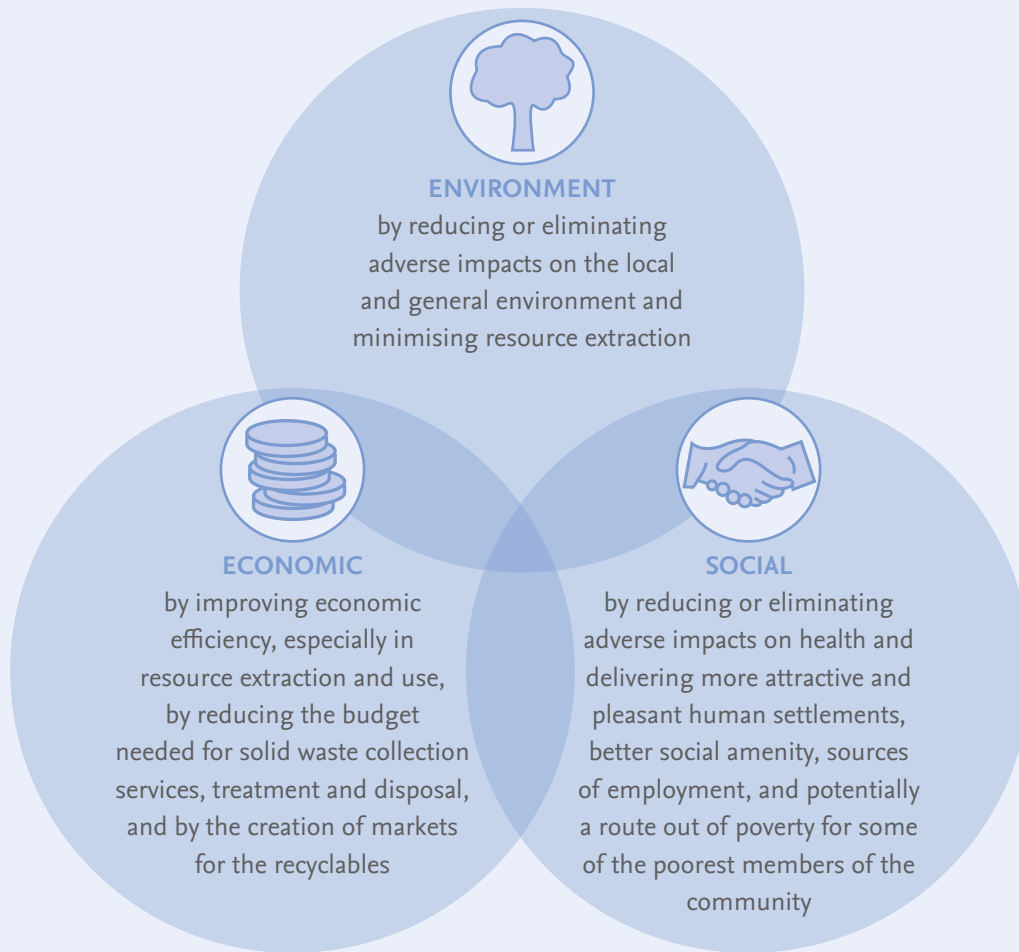 ENVIRONMENT
by reducing or eliminating
adverse impacts on the local
and general environment and
minimising resource extraction
ECONOMIC
by improving economic
efficiency, especially in
resource extraction and use,
by reducing the budget
needed for solid waste collection
services, treatment and disposal,
and by the creation of markets
for the recyclables
SOCIAL
by reducing or eliminating
adverse impacts on health and
delivering more attractive and
pleasant human settlements,
better social amenity, sources
of employment, and potentially
a route out of poverty for some
of the poorest members of the
community